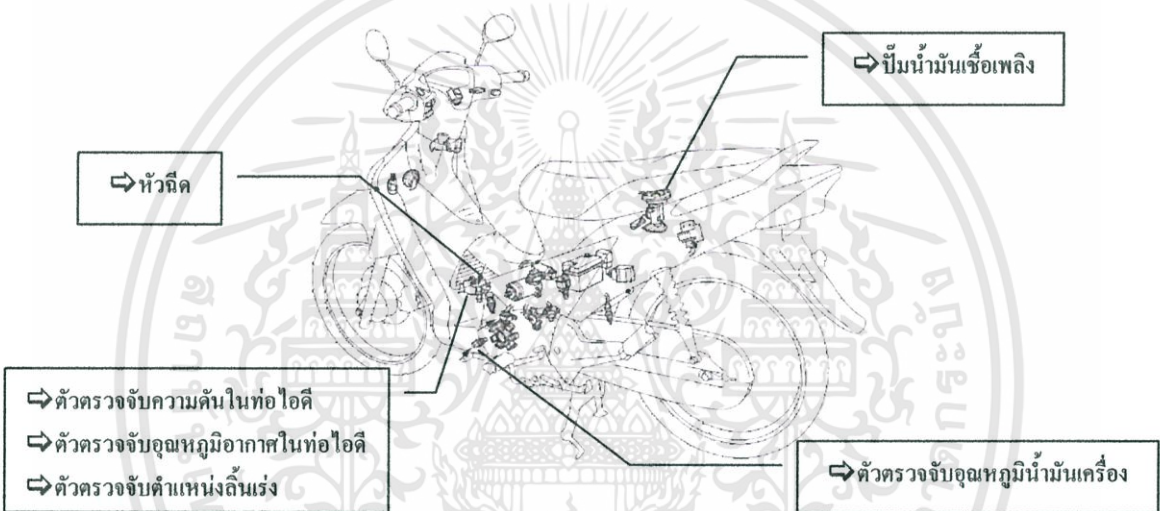 ⇨ปั๊มน้ำมันเชื้อเพลิง
⇨หัวฉีด
⇨ตัวตรวจจับความดันในท่อไอดี
⇨ตัวตรวจจับอุณหภูมิอากาศในท่อไอดี
⇨ตัวตรวจจับตำแหน่งลิ้นเร่ง
⇨ตัวตรวจจับอุณหภูมิน้ำมันเครื่อง